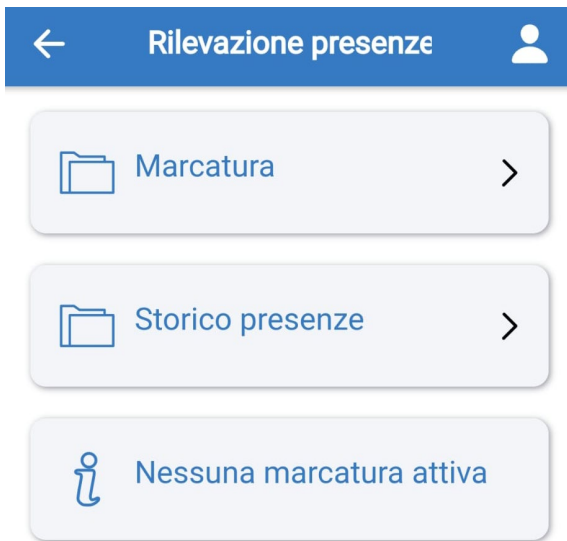 Rilevazione presenze
Marcatura
Storico presenze
Nessuna marcatura attiva